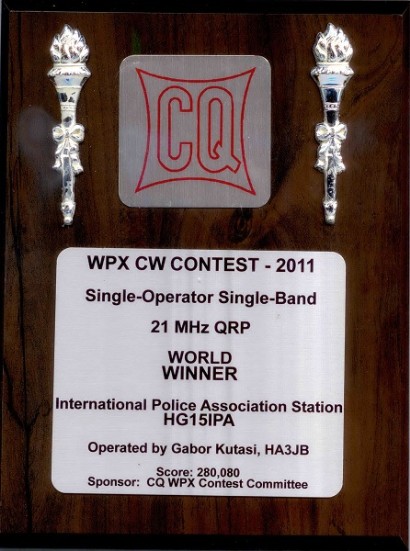 CQ
WPX CW CONTEST - 2011
Single-Operator Single-Band
21 MHz QRP
WORLD
WINNER
International Police Association Station
HG15IPA
Operated by Gabor Kutasi, HA3JB
Score: 280,080
Sponsor: CQ WPX Contest Committee